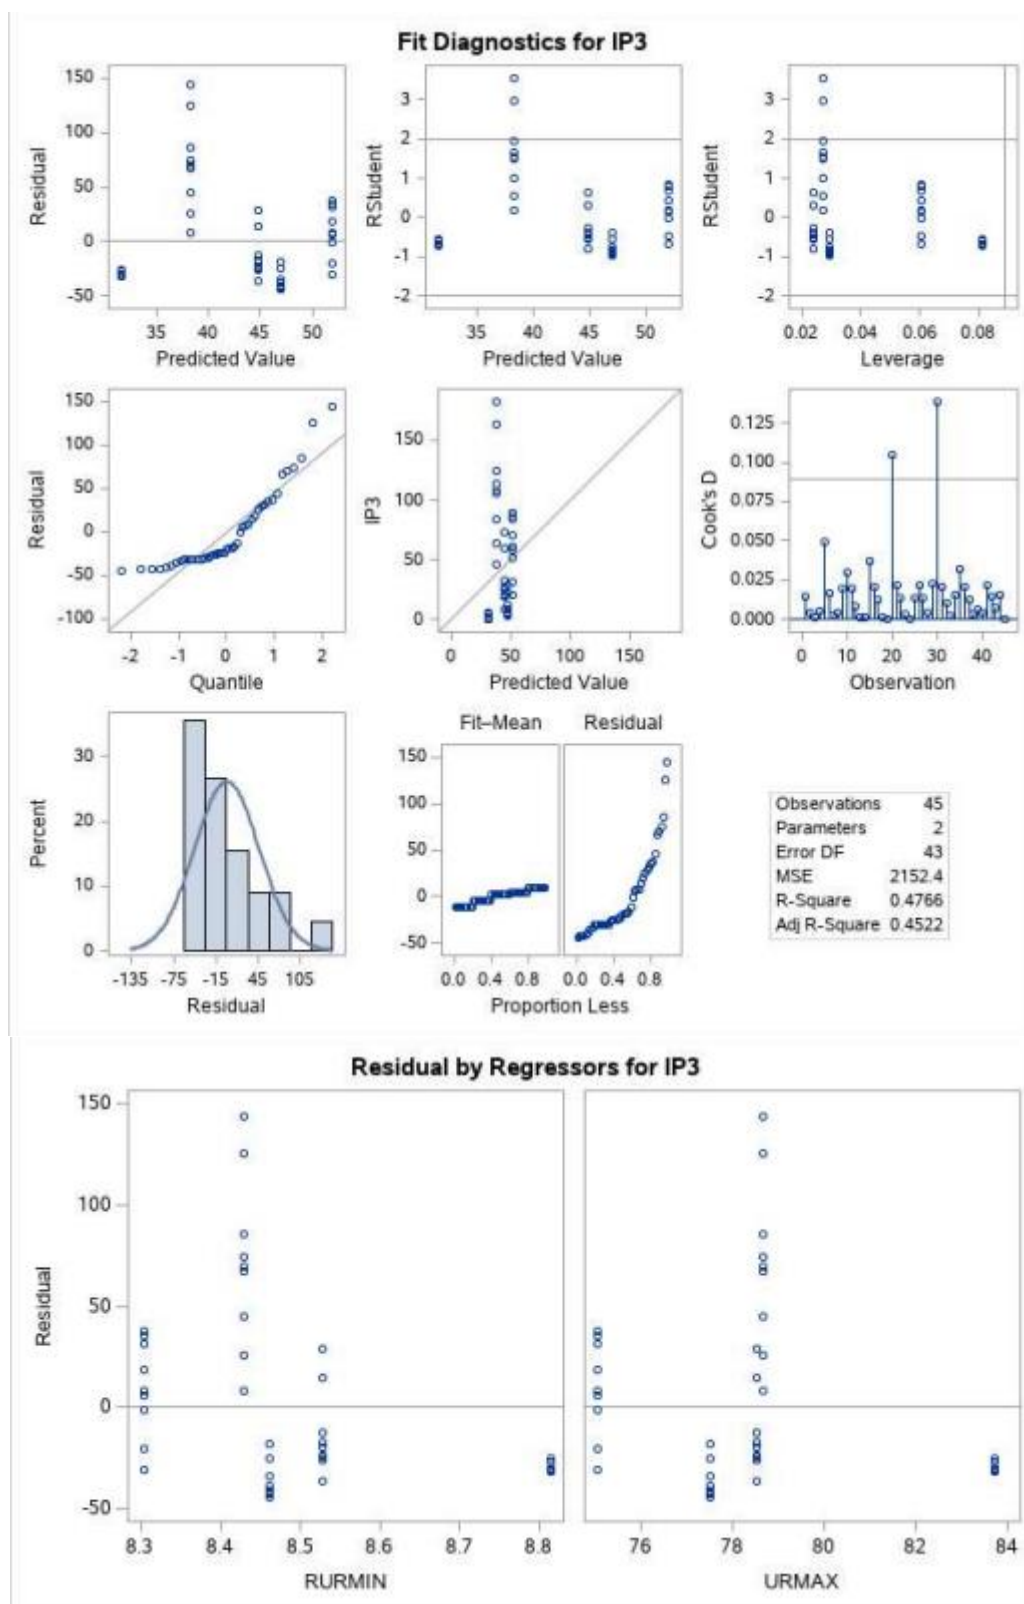 Fit Diagnostics for IP3
150
100
50
0
-50
Residual
35 40 45 50
Predicted Value
3
2
1
0
-1
-2
RStudent
35 40 45 50
Predicted Value
3
2
1
0
-1
-2
RStudent
0.02 0.04 0.06 0.08
Leverage
150
100
50
0
-50
-100
Residual
-2 -1 0 1 2
Quantile
150
100
50
0
IP3
0 50 100 150
Predicted Value
0.125
0.100
0.075
0.050
0.025
0.000
Cook's D
0 10 20 30 40
Observation
30
20
10
0
Percent
-135 -75 -15 45 105
Residual
Fit–Mean Residual
150
100
50
0
-50
0.0 0.4 0.8 0.0 0.4 0.8
Proportion Less
Observations 45
Parameters 2
Error DF 43
MSE 2152.4
R-Square 0.4766
Adj R-Square 0.4522
Residual by Regressors for IP3
150
100
50
0
-50
Residual
8.3 8.4 8.5 8.6 8.7 8.8
RURMIN
76 78 80 82 84
URMAX